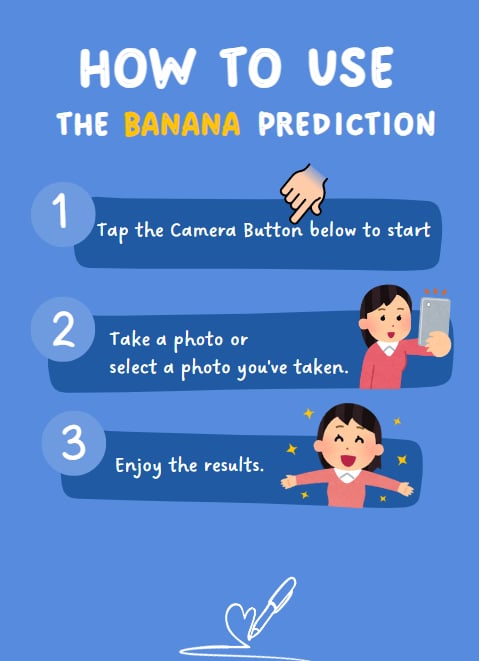 HOW TO USE
THE BANANA PREDICTION
1
Tap the Camera Button below to start
2
Take a photo or
select a photo you've taken.
3
Enjoy the results.